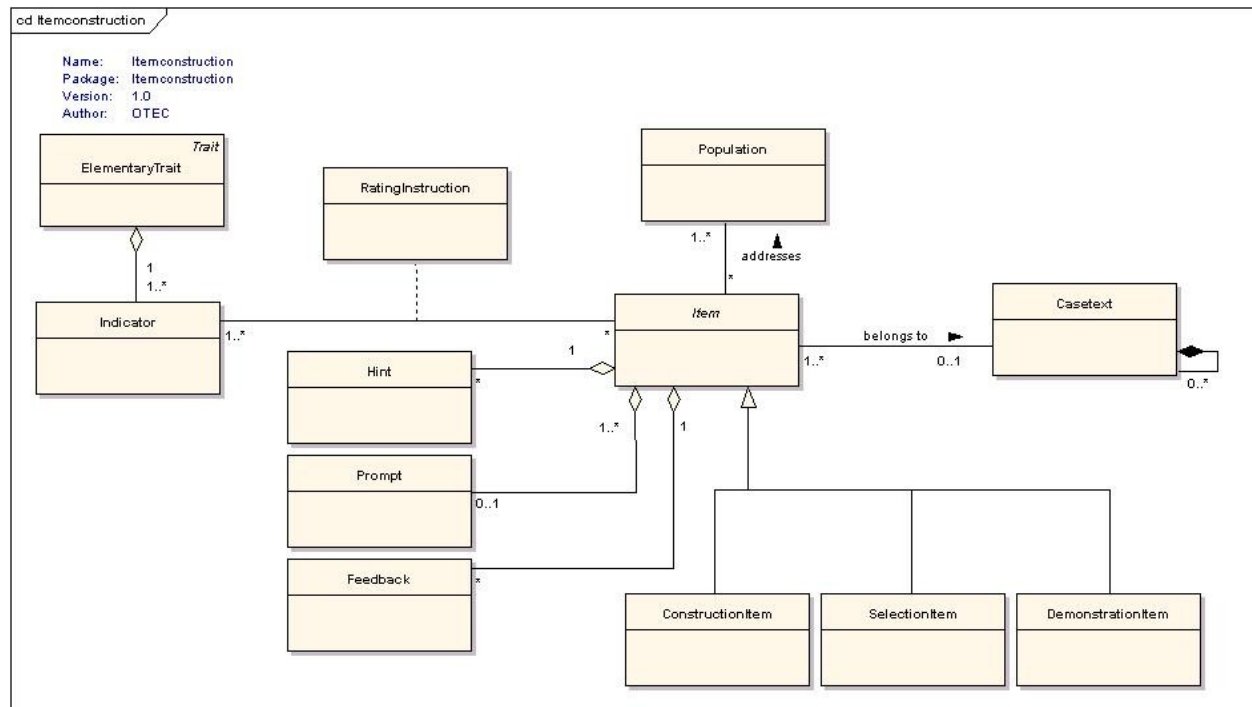 cd Itemconstruction
Name: Itemconstruction
Package: Itemconstruction
Version: 1.0
Author: OTEC
Trait
ElementaryTrait
RatingInstruction
Population
1
1..*
1..*
addresses
*
Indicator
1..*
*
Item
Casetext
belongs to
1..*
0..1
0..*
Hint
1
*
1..*
1
Prompt
0..1
Feedback
*
ConstructionItem
SelectionItem
DemonstrationItem